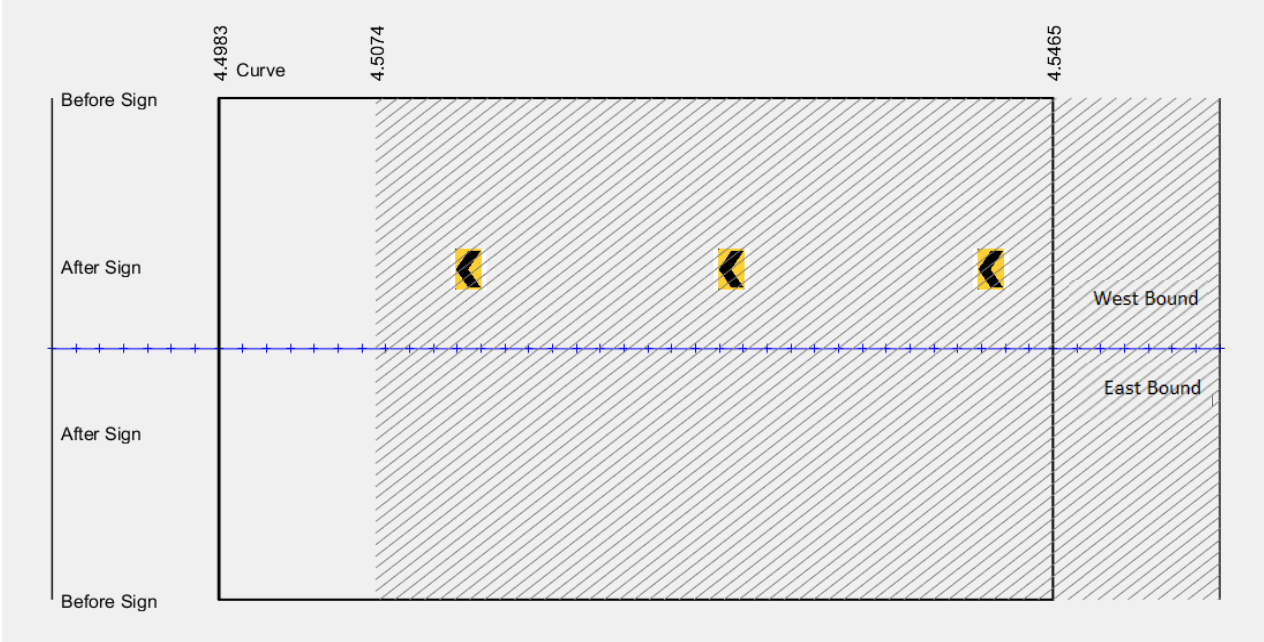 4.4983
Curve
4.5074
4.5465
Before Sign
After Sign
West Bound
East Bound
After Sign
Before Sign